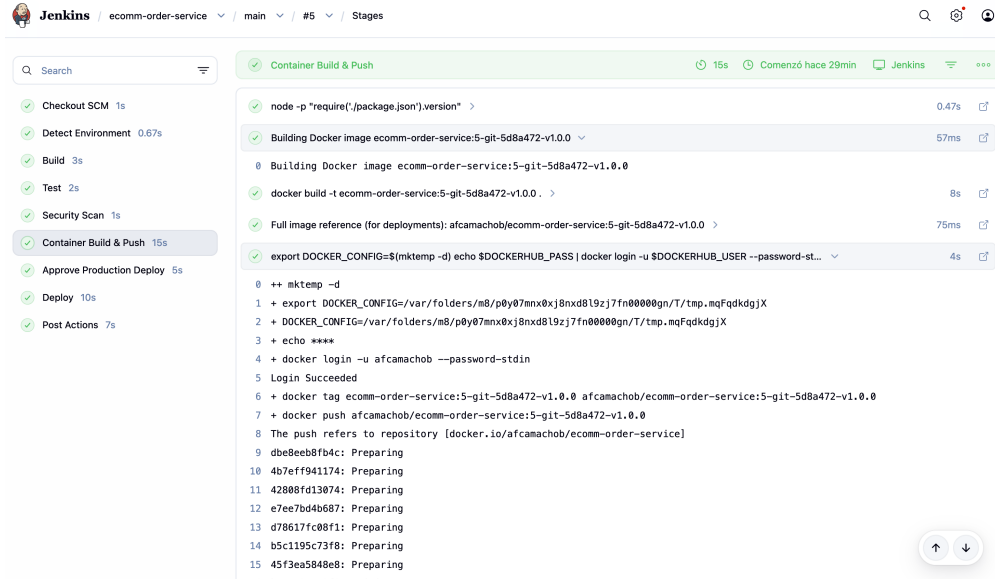 Jenkins / ecomm-order-service / main / #5 / Stages
Search
Checkout SCM 1s
Detect Environment 0.67s
Build 3s
Test 2s
Security Scan 1s
Container Build & Push 15s
Approve Production Deploy 5s
Deploy 10s
Post Actions 7s
Container Build & Push 15s Comenzó hace 29min Jenkins
node -p "require('./package.json').version" 0.47s
Building Docker image ecomm-order-service:5-git-5d8a472-v1.0.0 57ms
0 Building Docker image ecomm-order-service:5-git-5d8a472-v1.0.0
docker build -t ecomm-order-service:5-git-5d8a472-v1.0.0 . 8s
Full image reference (for deployments): afcamachob/ecomm-order-service:5-git-5d8a472-v1.0.0 75ms
export DOCKER_CONFIG=$(mktemp -d) echo $DOCKERHUB_PASS | docker login -u $DOCKERHUB_USER --password-st... 4s
0 ++ mktemp -d
1 + export DOCKER_CONFIG=/var/folders/m8/p0y07mnx0xj8nxd8l9zj7fn00000gn/T/tmp.mqFqdkdgjX
2 + DOCKER_CONFIG=/var/folders/m8/p0y07mnx0xj8nxd8l9zj7fn00000gn/T/tmp.mqFqdkdgjX
3 + echo ****
4 + docker login -u afcamachob --password-stdin
5 Login Succeeded
6 + docker tag ecomm-order-service:5-git-5d8a472-v1.0.0 afcamachob/ecomm-order-service:5-git-5d8a472-v1.0.0
7 + docker push afcamachob/ecomm-order-service:5-git-5d8a472-v1.0.0
8 The push refers to repository [docker.io/afcamachob/ecomm-order-service]
9 dbe8eeb8fb4c: Preparing
10 4b7eff941174: Preparing
11 42808fd13074: Preparing
12 e7ee7bd4b687: Preparing
13 d78617fc08f1: Preparing
14 b5c1195c73f8: Preparing
15 45f3ea5848e8: Preparing